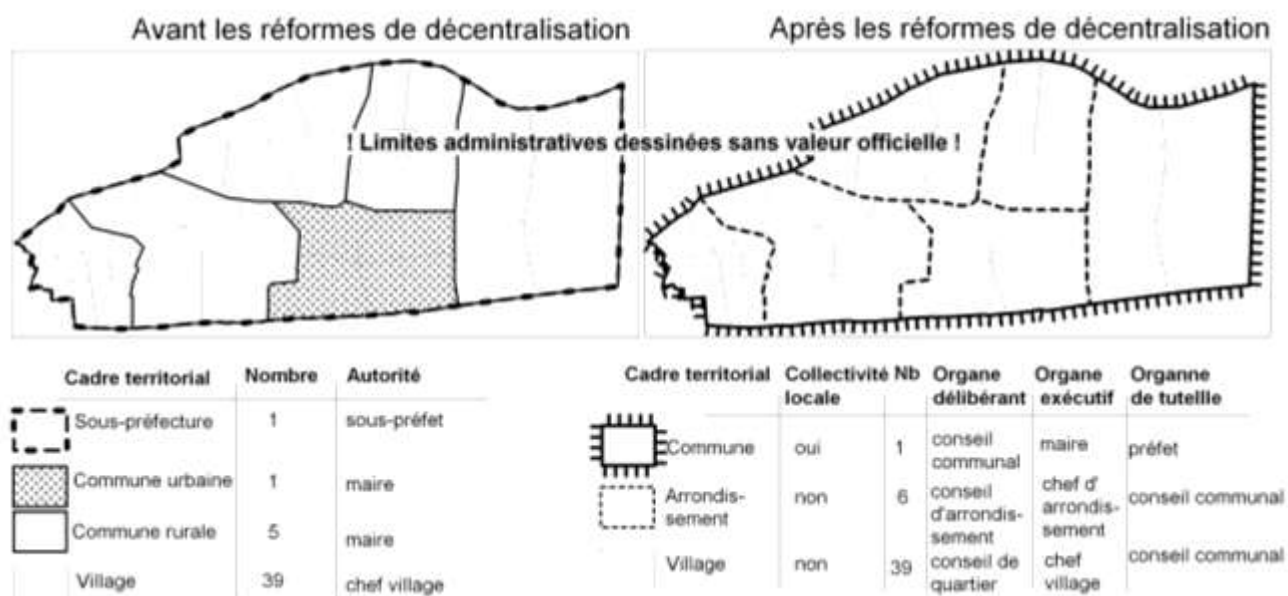 Avant les réformes de décentralisation
Après les réformes de décentralisation
! Limites administratives dessinées sans valeur officielle !
Cadre territorial Nombre Autorité
Sous-préfecture 1 sous-préfet
Commune urbaine 1 maire
Commune rurale 5 maire
Village 39 chef village
Cadre territorial Collectivité Nb Organe Organe Organne
locale délibérant exécutif de tutellle
Commune oui 1 conseil maire préfet
communal
Arrondis- non 6 conseil chef d' conseil communal
sement d'arrondis- arrondis-
sement sement
Village non 39 conseil de chef conseil communal
quartier village